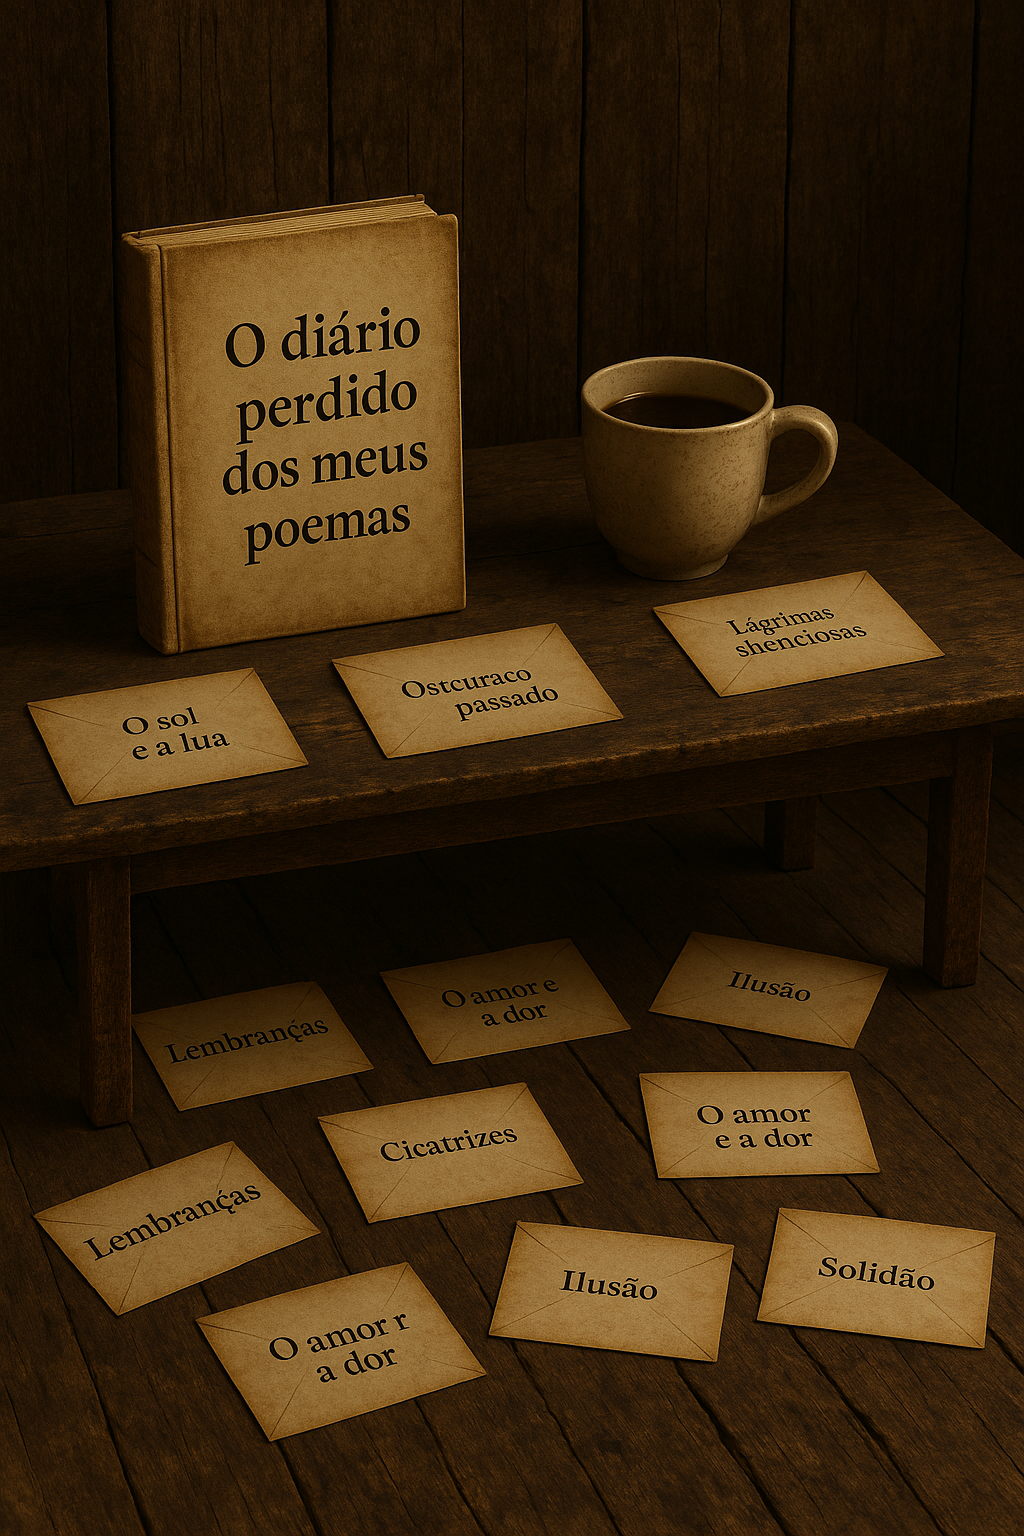 O diário
perdido
dos meus
poemas
Lágrimas
shenciosas
Ostcuraco
passado
O sol
e a lua
O amor e
a dor
Ilusão
Lembranças
O amor
e a dor
Cicatrizes
Lembranças
Ilusão
Solidão
O amor r
a dor